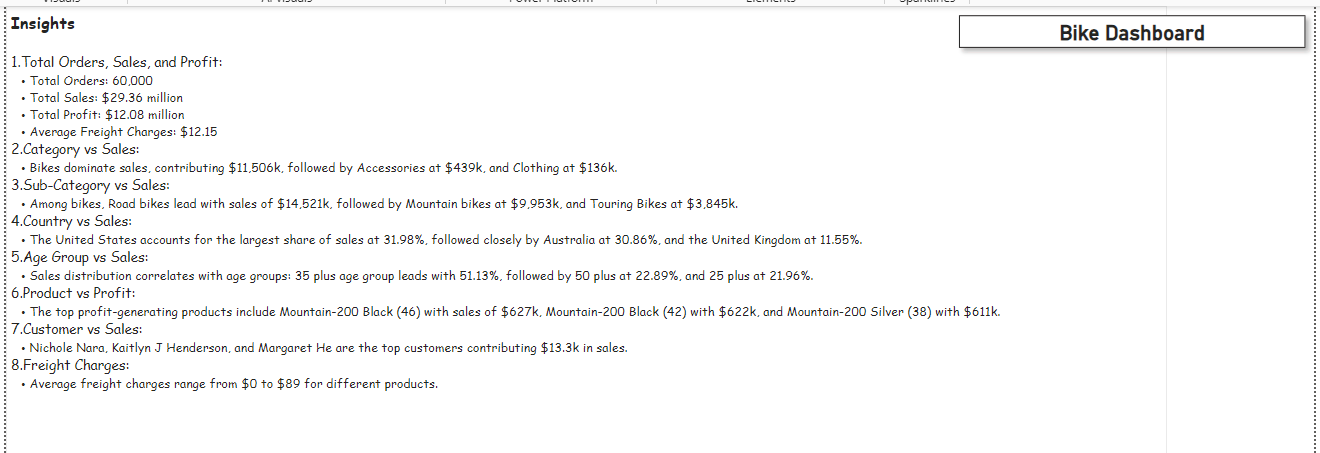 Insights
Bike Dashboard
1.Total Orders, Sales, and Profit:
• Total Orders: 60,000
• Total Sales: $29.36 million
• Total Profit: $12.08 million
• Average Freight Charges: $12.15
2.Category vs Sales:
• Bikes dominate sales, contributing $11,506k, followed by Accessories at $439k, and Clothing at $136k.
3.Sub-Category vs Sales:
• Among bikes, Road bikes lead with sales of $14,521k, followed by Mountain bikes at $9,953k, and Touring Bikes at $3,845k.
4.Country vs Sales:
• The United States accounts for the largest share of sales at 31.98%, followed closely by Australia at 30.86%, and the United Kingdom at 11.55%.
5.Age Group vs Sales:
• Sales distribution correlates with age groups: 35 plus age group leads with 51.13%, followed by 50 plus at 22.89%, and 25 plus at 21.96%.
6.Product vs Profit:
• The top profit-generating products include Mountain-200 Black (46) with sales of $627k, Mountain-200 Black (42) with $622k, and Mountain-200 Silver (38) with $611k.
7.Customer vs Sales:
• Nichole Nara, Kaitlyn J Henderson, and Margaret He are the top customers contributing $13.3k in sales.
8.Freight Charges:
• Average freight charges range from $0 to $89 for different products.